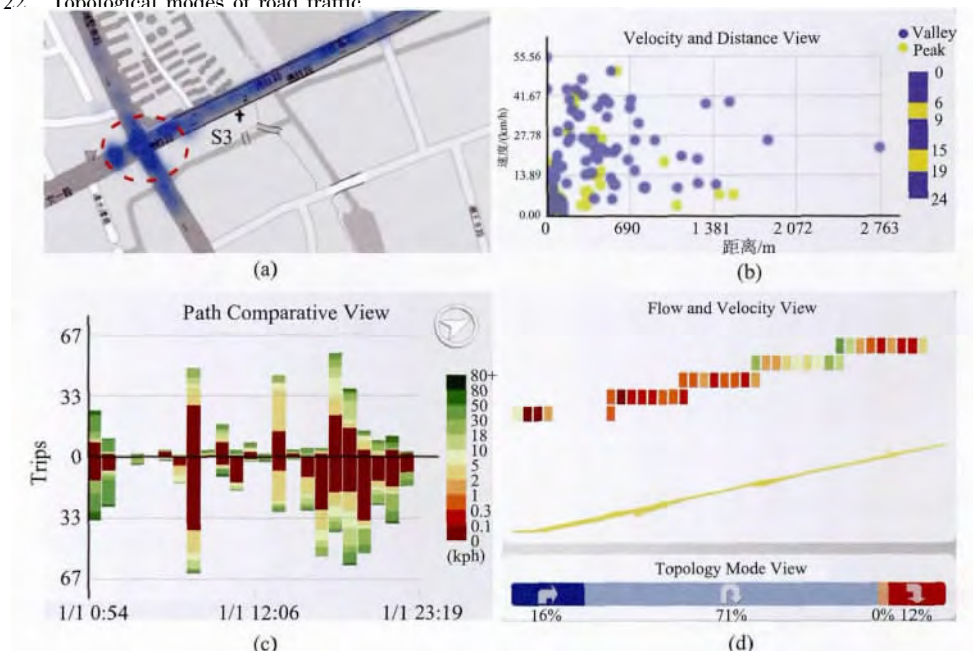 22 Topological modes of road traffic
S3
(a)
Velocity and Distance View
Valley
Peak
55.56
41.67
27.78
13.89
0.00
速度/(km/h)
0 690 1 381 2 072 2 763
距离/m
0
6
9
15
19
24
(b)
Path Comparative View
67
33
0
33
67
Trips
80+
80
50
30
18
10
5
2
1
0.3
0.1
0
(kph)
1/1 0:54 1/1 12:06 1/1 23:19
(c)
Flow and Velocity View
Topology Mode View
16% 71% 0% 12%
(d)